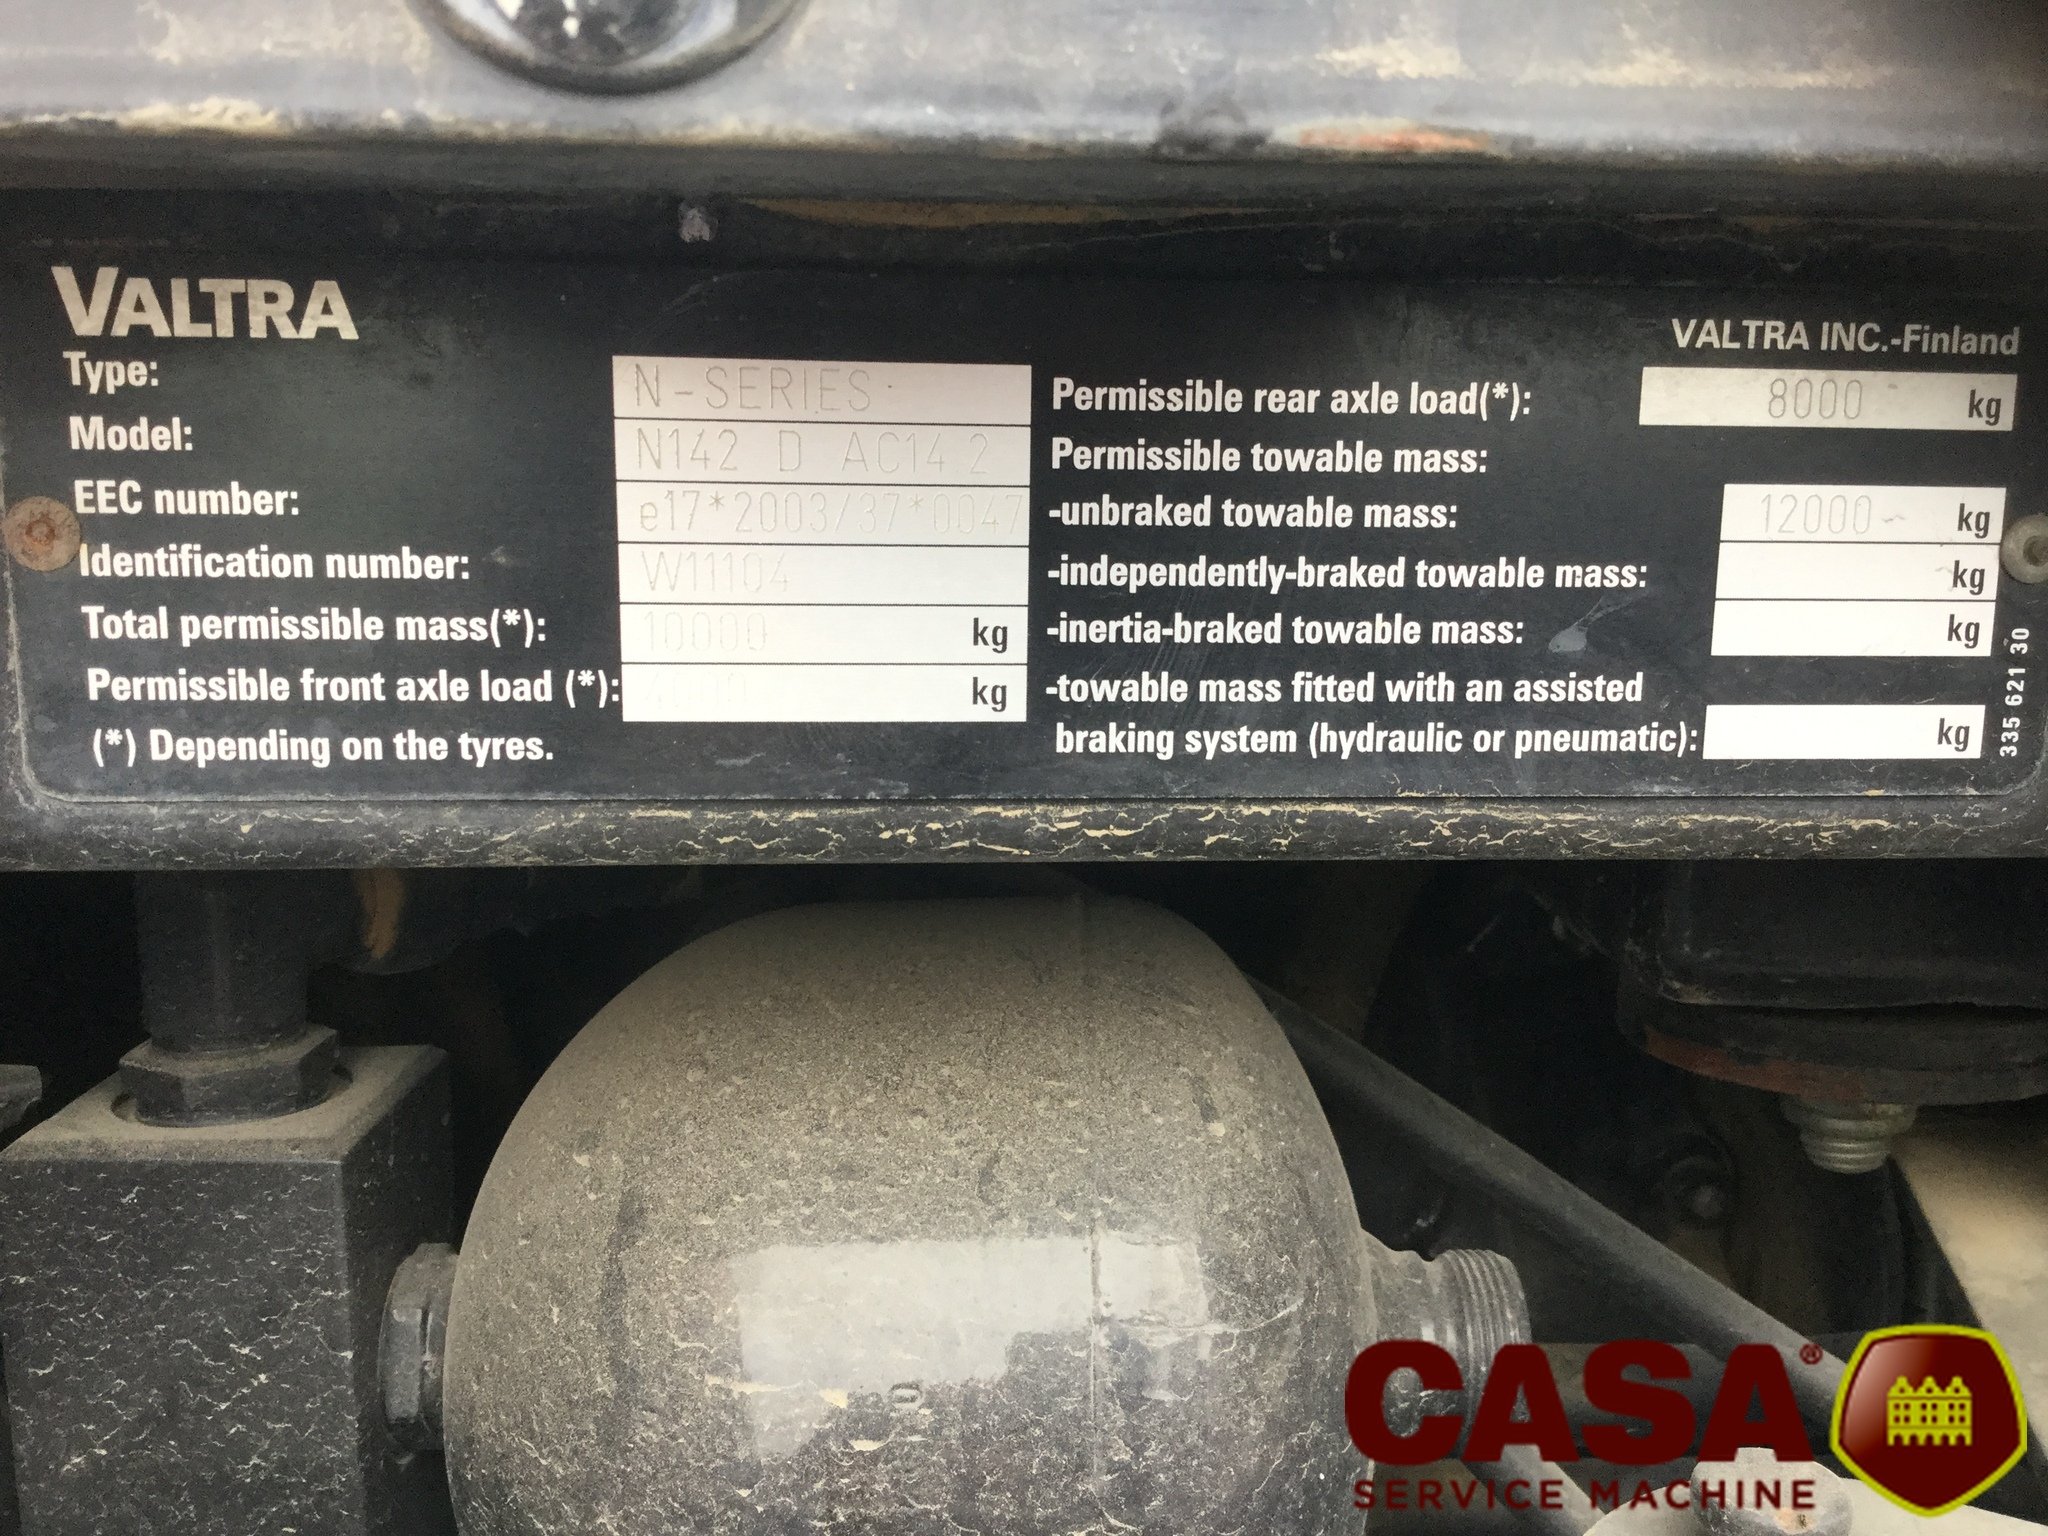 VALTRA
Type: N-SERIES
Model: N142 D AC14.2
EEC number: e17*2003/37*0047
Identification number: W11104
Total permissible mass(*): 10000 kg
Permissible front axle load (*): kg
(*) Depending on the tyres.
VALTRA INC.-Finland
Permissible rear axle load(*): 8000 kg
Permissible towable mass:
-unbraked towable mass: 12000 kg
-independently-braked towable mass: kg
-inertia-braked towable mass: kg
-towable mass fitted with an assisted
braking system (hydraulic or pneumatic): kg
335 621 30
CASA®
SERVICE MACHINE